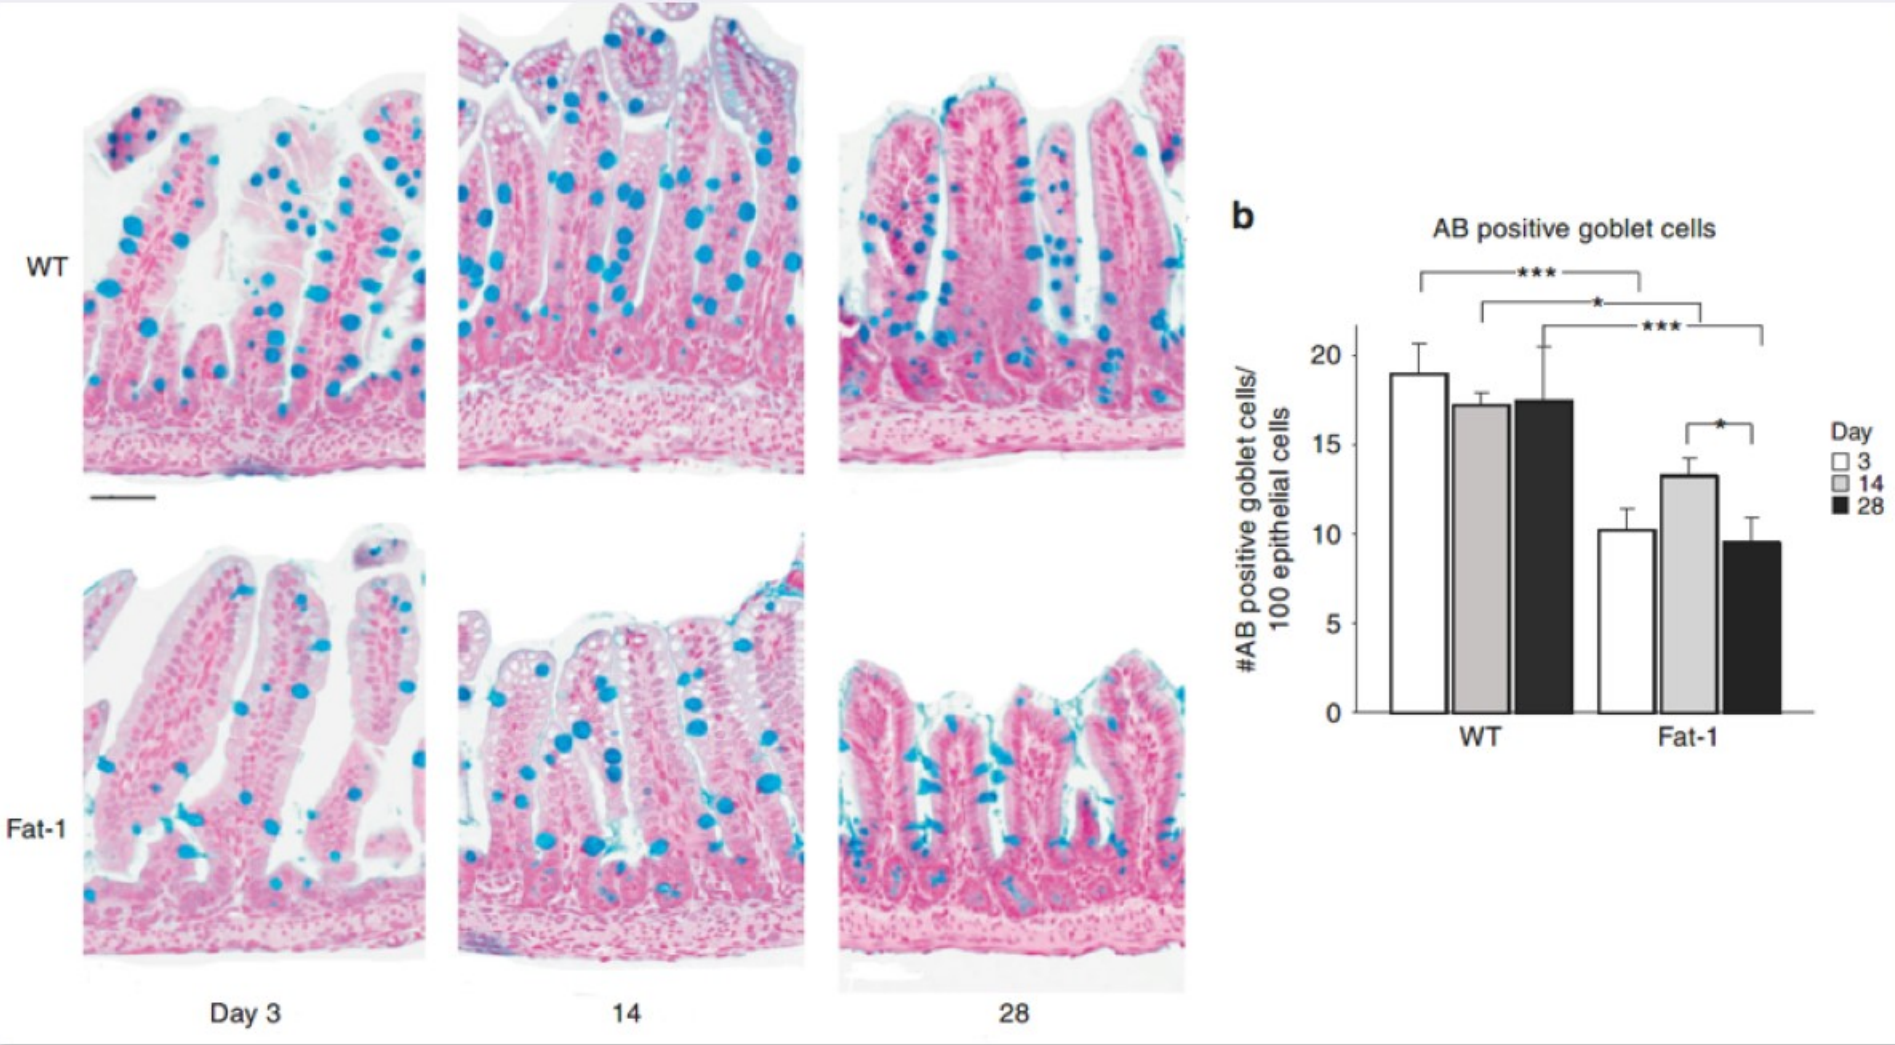 WT
Fat-1
Day 3
14
28
b
AB positive goblet cells
***
*
***
*
#AB positive goblet cells/
100 epithelial cells
20
15
10
5
0
WT
Fat-1
Day
3
14
28